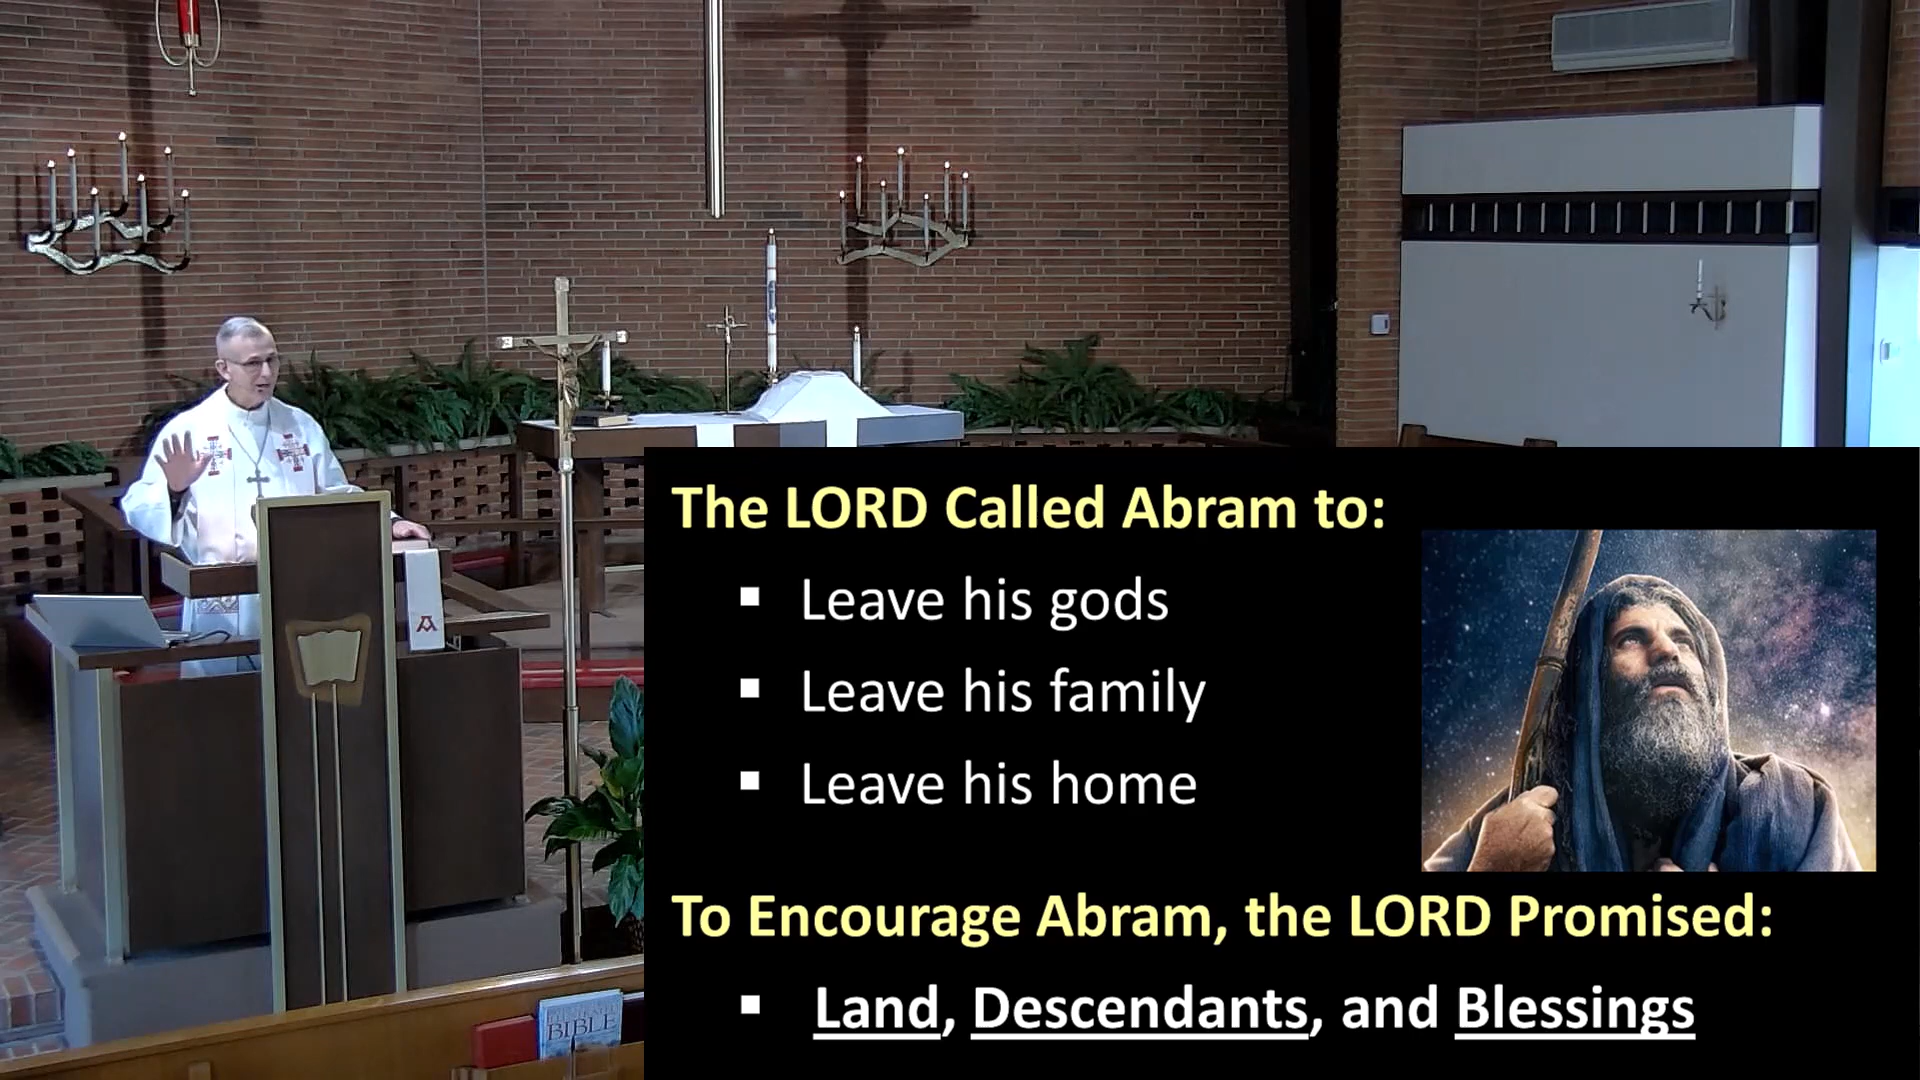 The LORD Called Abram to:
▪ Leave his gods
▪ Leave his family
▪ Leave his home
To Encourage Abram, the LORD Promised:
▪ Land, Descendants, and Blessings
BIBLE